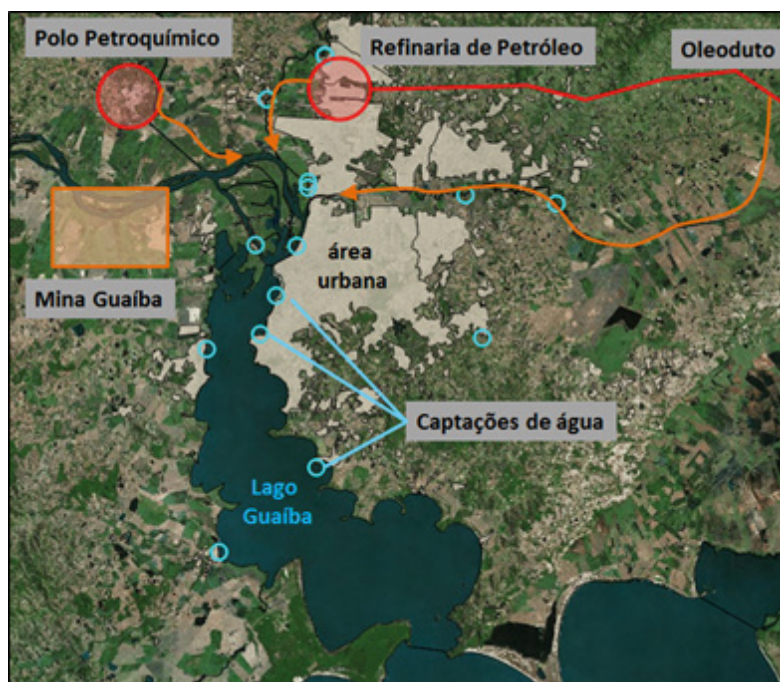 Polo Petroquímico
Refinaria de Petróleo
Oleoduto
Mina Guaíba
área
urbana
Captações de água
Lago
Guaíba